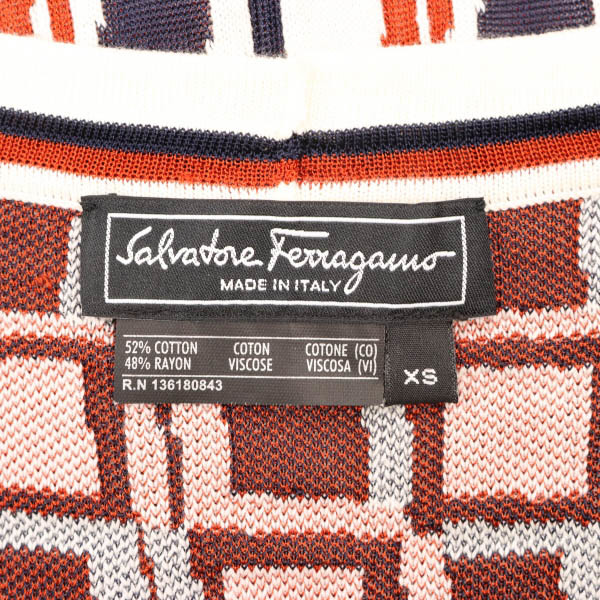 Salvatore Ferragamo
MADE IN ITALY
52% COTTON COTON COTONE (CO)
48% RAYON VISCOSE VISCOSA (VI)
R.N 136180843
XS